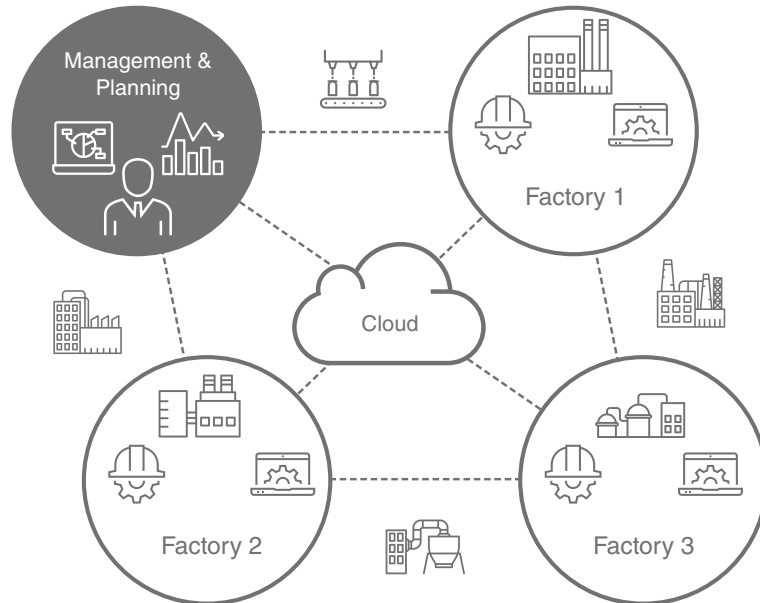 Management &
Planning
Factory 1
Cloud
Factory 2
Factory 3